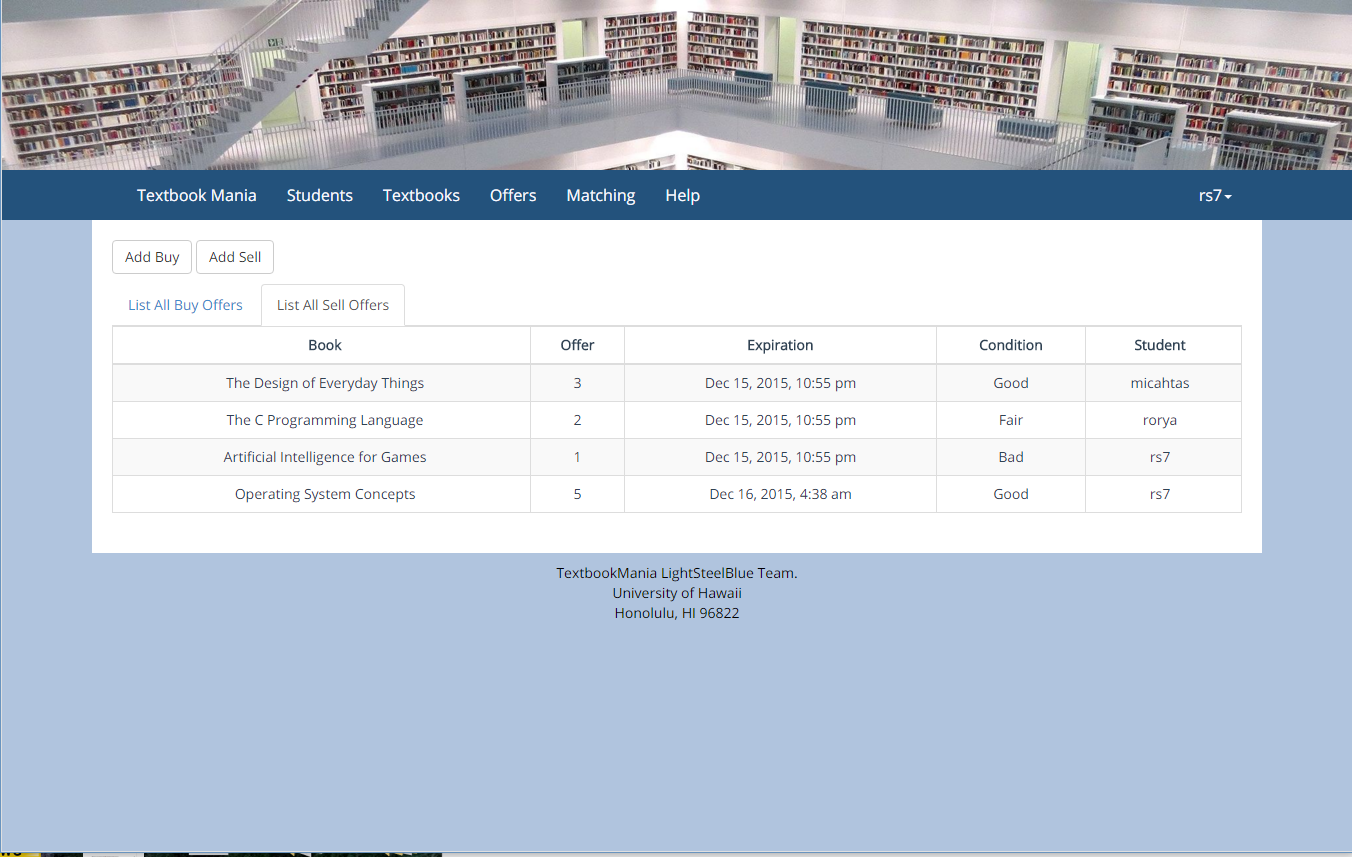 Textbook Mania Students Textbooks Offers Matching Help rs7
Add Buy Add Sell
List All Buy Offers List All Sell Offers
Book Offer Expiration Condition Student
The Design of Everyday Things 3 Dec 15, 2015, 10:55 pm Good micahtas
The C Programming Language 2 Dec 15, 2015, 10:55 pm Fair rorya
Artificial Intelligence for Games 1 Dec 15, 2015, 10:55 pm Bad rs7
Operating System Concepts 5 Dec 16, 2015, 4:38 am Good rs7
TextbookMania LightSteelBlue Team.
University of Hawaii
Honolulu, HI 96822